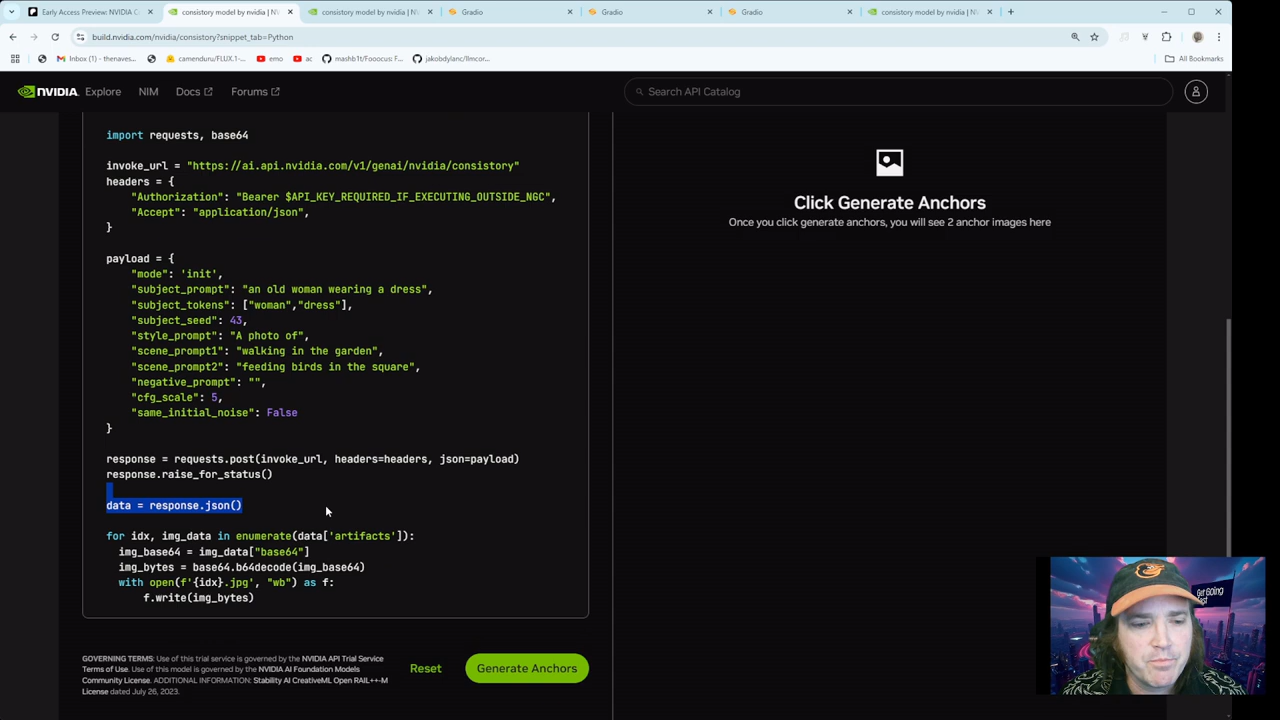 Early Access Preview: NVIDIA C
consistory model by nvidia | N
consistory model by nvidia | N
Gradio
Gradio
Gradio
consistory model by nvidia | N
build.nvidia.com/nvidia/consistory?snippet_tab=Python
Inbox (1) - thenaves...
camenduru/FLUX.1-...
emo
ac
mashb1t/Fooocus: F...
jakobdylanc/llmcor...
All Bookmarks
NVIDIA.
Explore
NIM
Docs
Forums
Search API Catalog
import requests, base64
invoke_url = "https://ai.api.nvidia.com/v1/genai/nvidia/consistory"
headers = {
"Authorization": "Bearer $API_KEY_REQUIRED_IF_EXECUTING_OUTSIDE_NGC",
"Accept": "application/json",
}
payload = {
"mode": 'init',
"subject_prompt": "an old woman wearing a dress",
"subject_tokens": ["woman","dress"],
"subject_seed": 43,
"style_prompt": "A photo of",
"scene_prompt1": "walking in the garden",
"scene_prompt2": "feeding birds in the square",
"negative_prompt": "",
"cfg_scale": 5,
"same_initial_noise": False
}
response = requests.post(invoke_url, headers=headers, json=payload)
response.raise_for_status()
data = response.json()
for idx, img_data in enumerate(data['artifacts']):
img_base64 = img_data["base64"]
img_bytes = base64.b64decode(img_base64)
with open(f'{idx}.jpg', "wb") as f:
f.write(img_bytes)
GOVERNING TERMS: Use of this trial service is governed by the NVIDIA API Trial Service
Terms of Use. Use of this model is governed by the NVIDIA AI Foundation Models
Community License. ADDITIONAL INFORMATION: Stability AI CreativeML Open RAIL++-M
License dated July 26, 2023.
Reset
Generate Anchors
Click Generate Anchors
Once you click generate anchors, you will see 2 anchor images here
Get Going
Fast